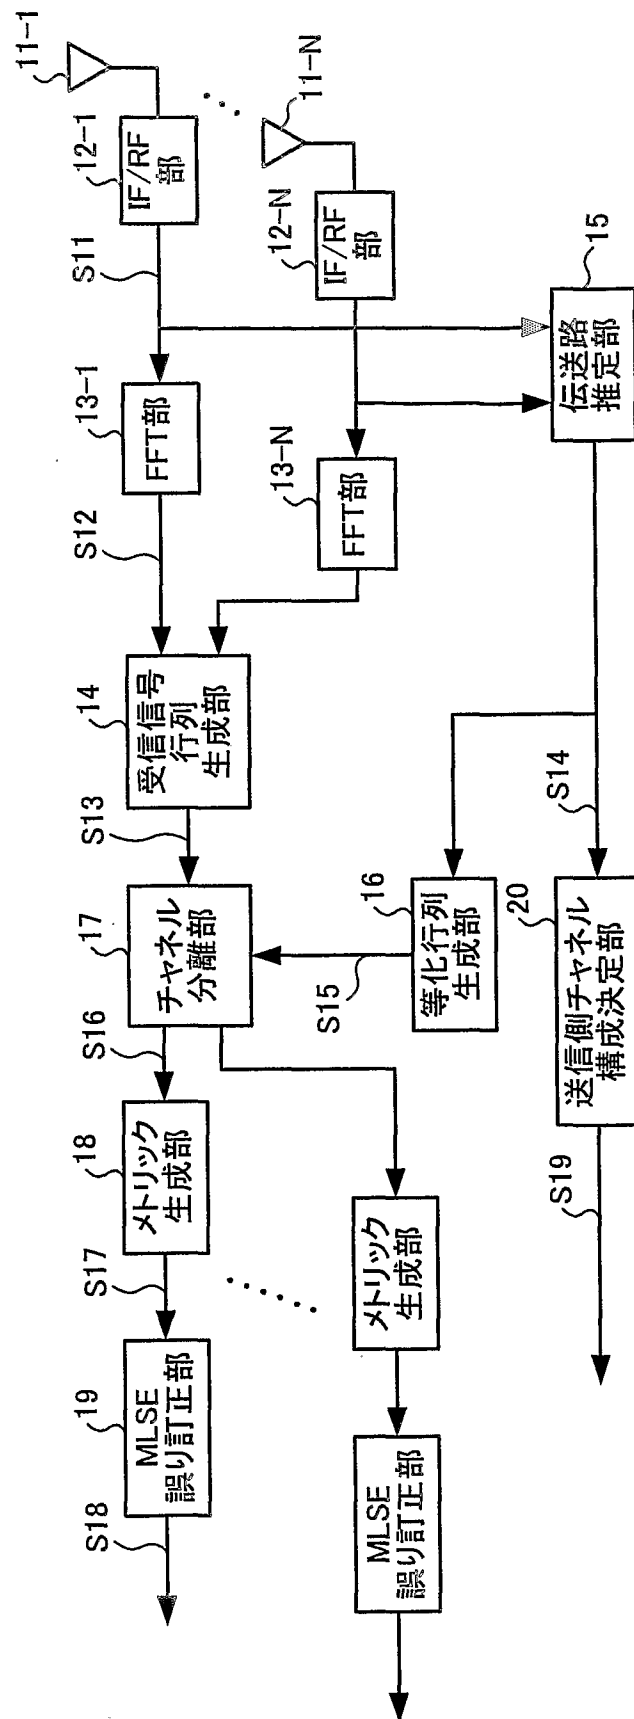 11-1
12-1
IF/RF
部
S11
13-1
FFT部
S12
14
受信信号
行列
生成部
S13
17
チャネル
分離部
S16
18
メトリック
生成部
S17
19
MLSE
誤り訂正部
S18
11-N
12-N
IF/RF
部
13-N
FFT部
15
伝送路
推定部
S14
16
等化行列
生成部
S15
20
送信側チャネル
構成決定部
S19
メトリック
生成部
MLSE
誤り訂正部